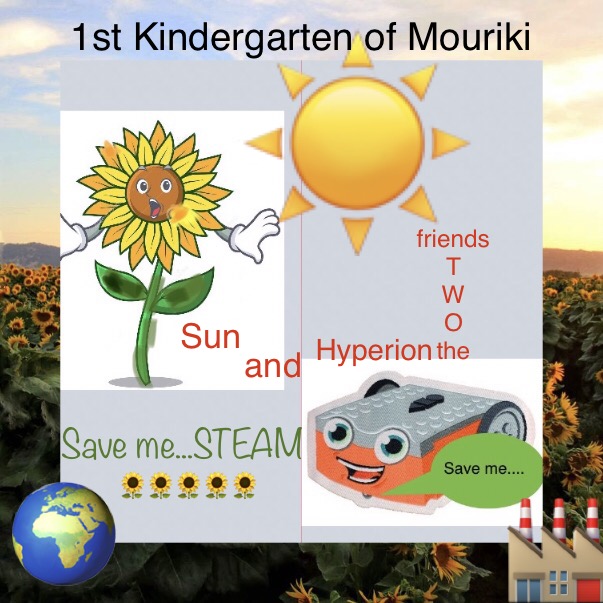 1st Kindergarten of Mouriki
friends
T
W
O
the
Sun
and
Hyperion
Save me...STEAM
Save me....